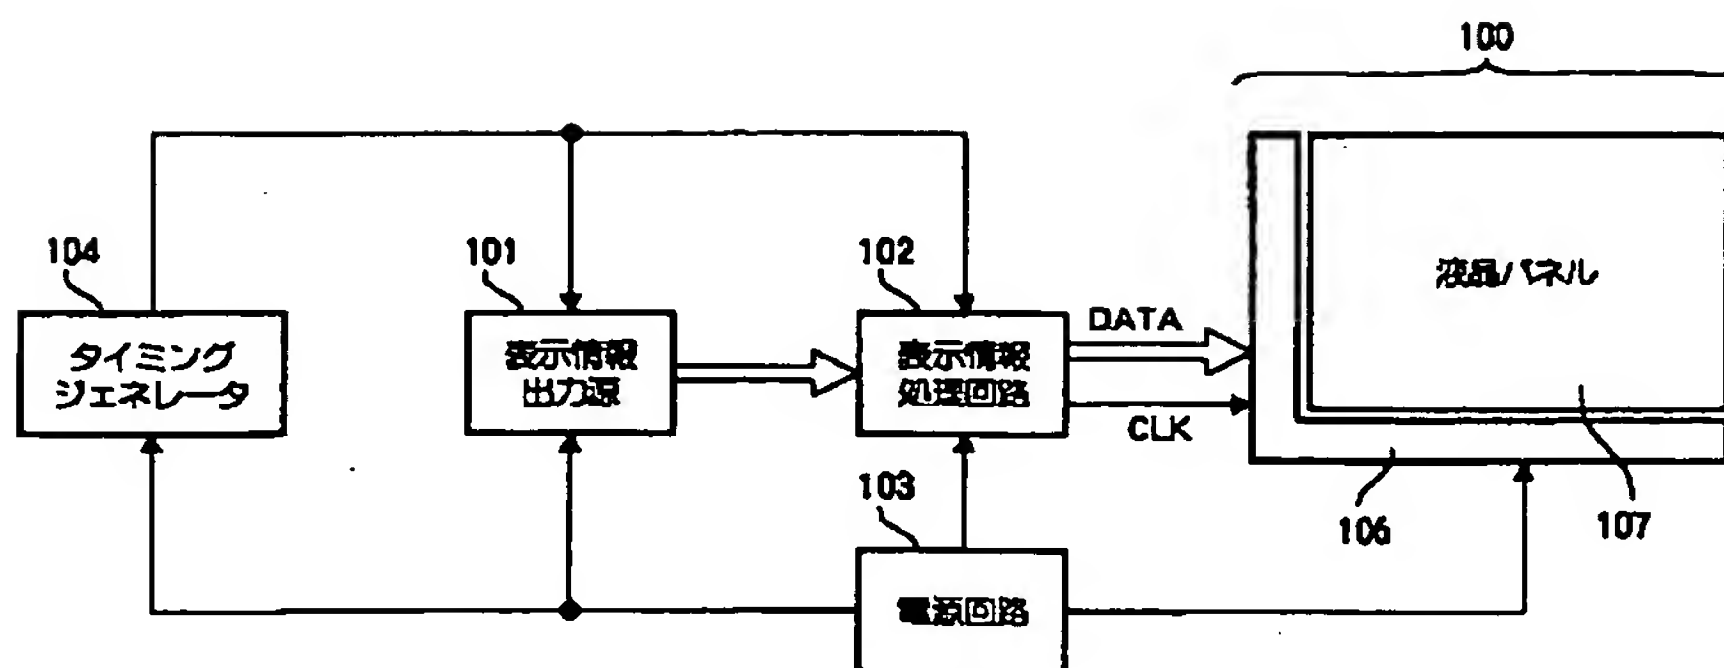 100
104
101
102
タイミング
ジェネレータ
表示情報
出力源
表示情報
処理回路
DATA
CLK
液晶パネル
103
電源回路
106
107